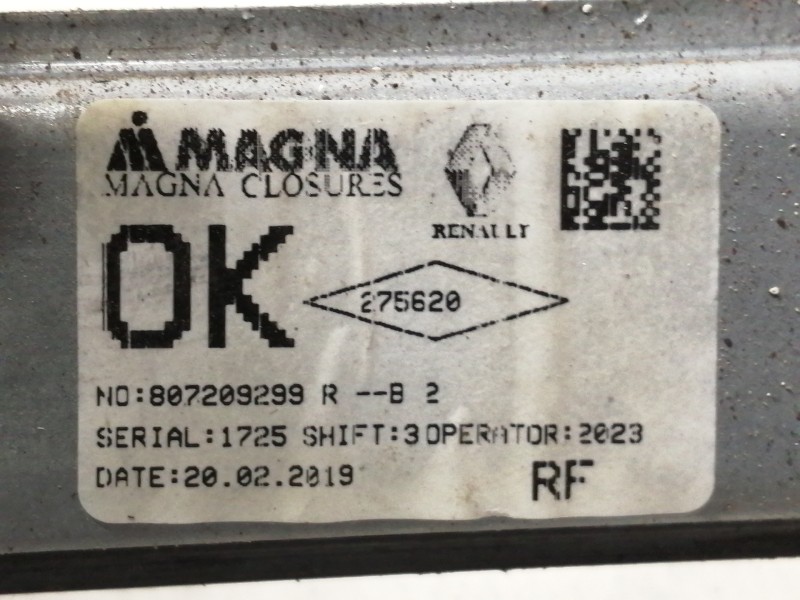 MAGNA
MAGNA CLOSURES
RENAULT
OK
275620
NO:807209299 R --B 2
SERIAL:1725 SHIFT:3 OPERATOR:2023
DATE:20.02.2019
RF